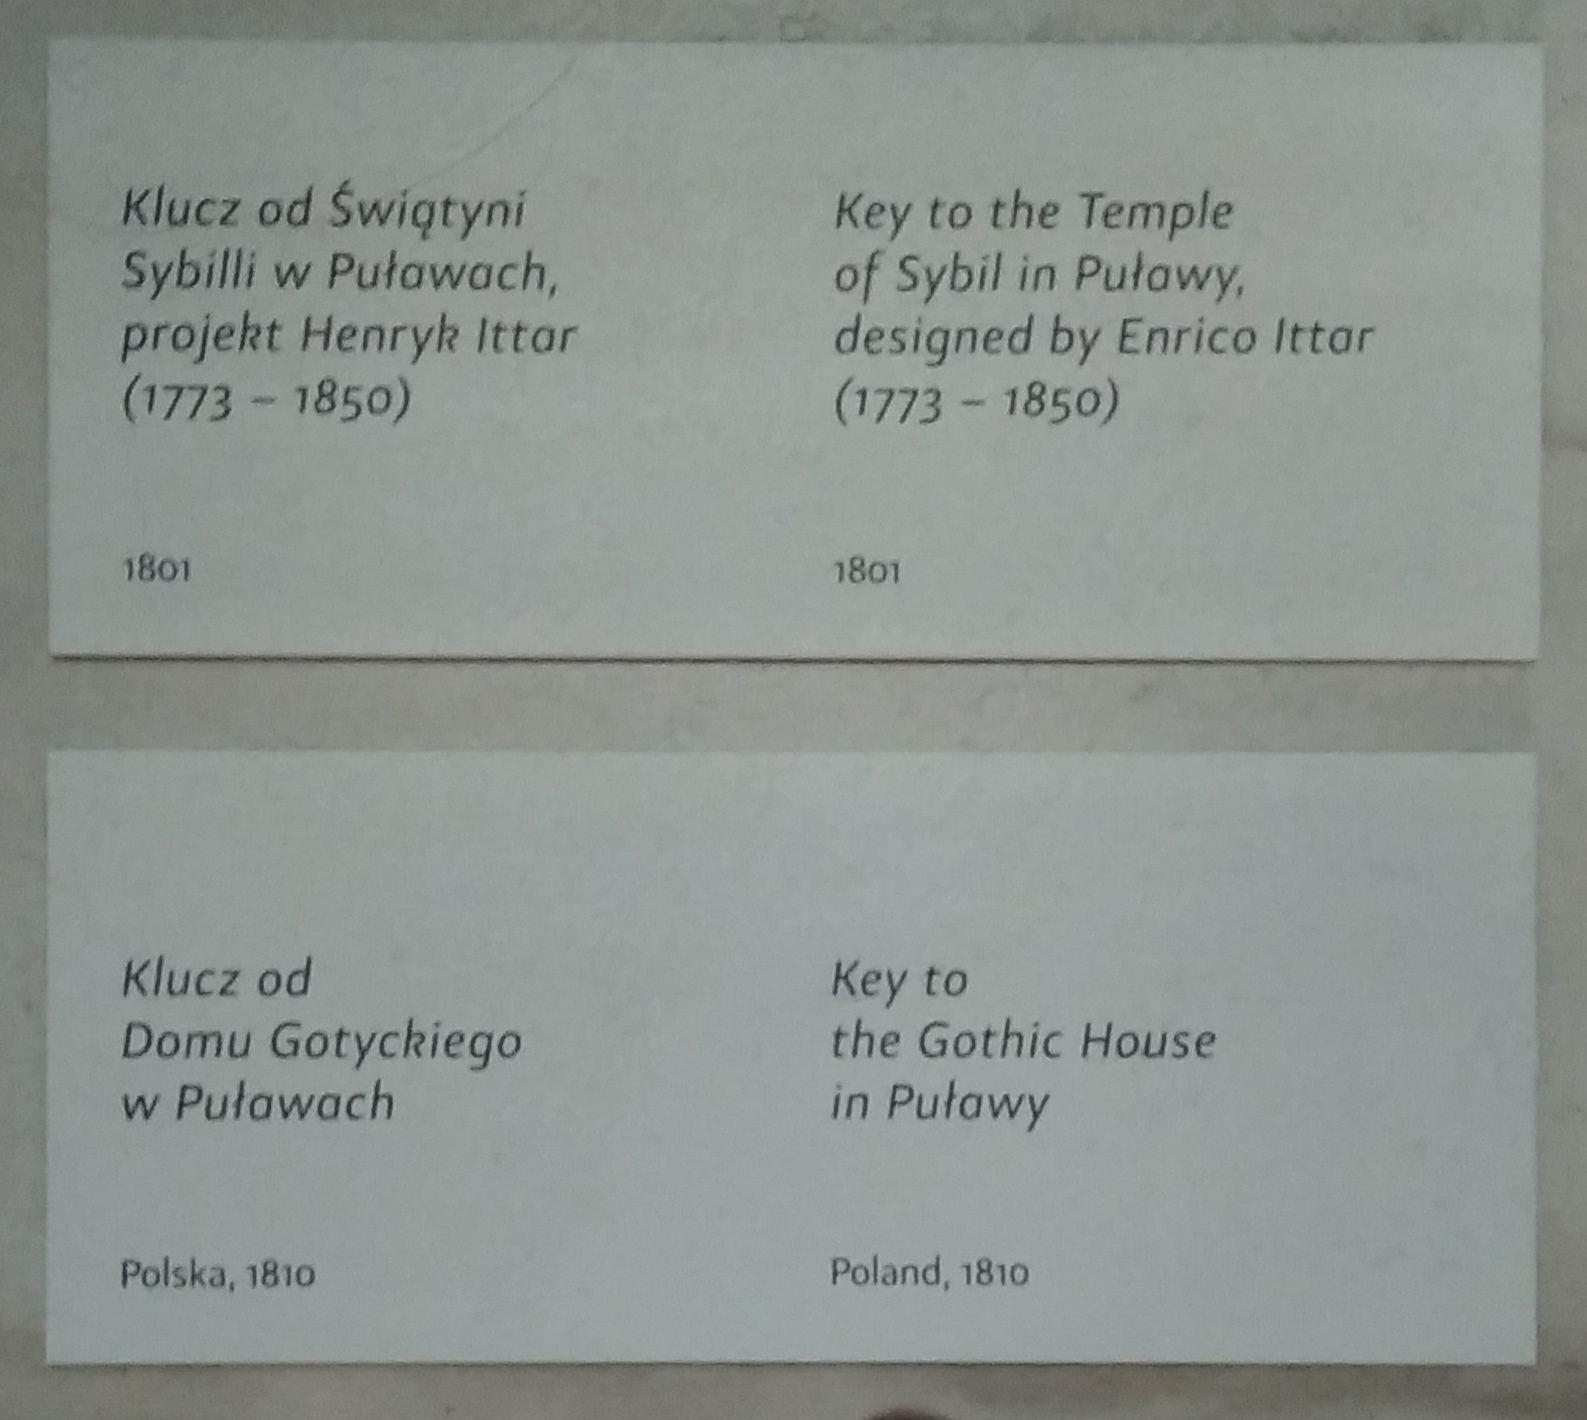 Klucz od Świątyni
Sybilli w Puławach,
projekt Henryk Ittar
(1773 – 1850)
1801
Key to the Temple
of Sybil in Puławy,
designed by Enrico Ittar
(1773 – 1850)
1801
Klucz od
Domu Gotyckiego
w Puławach
Polska, 1810
Key to
the Gothic House
in Puławy
Poland, 1810